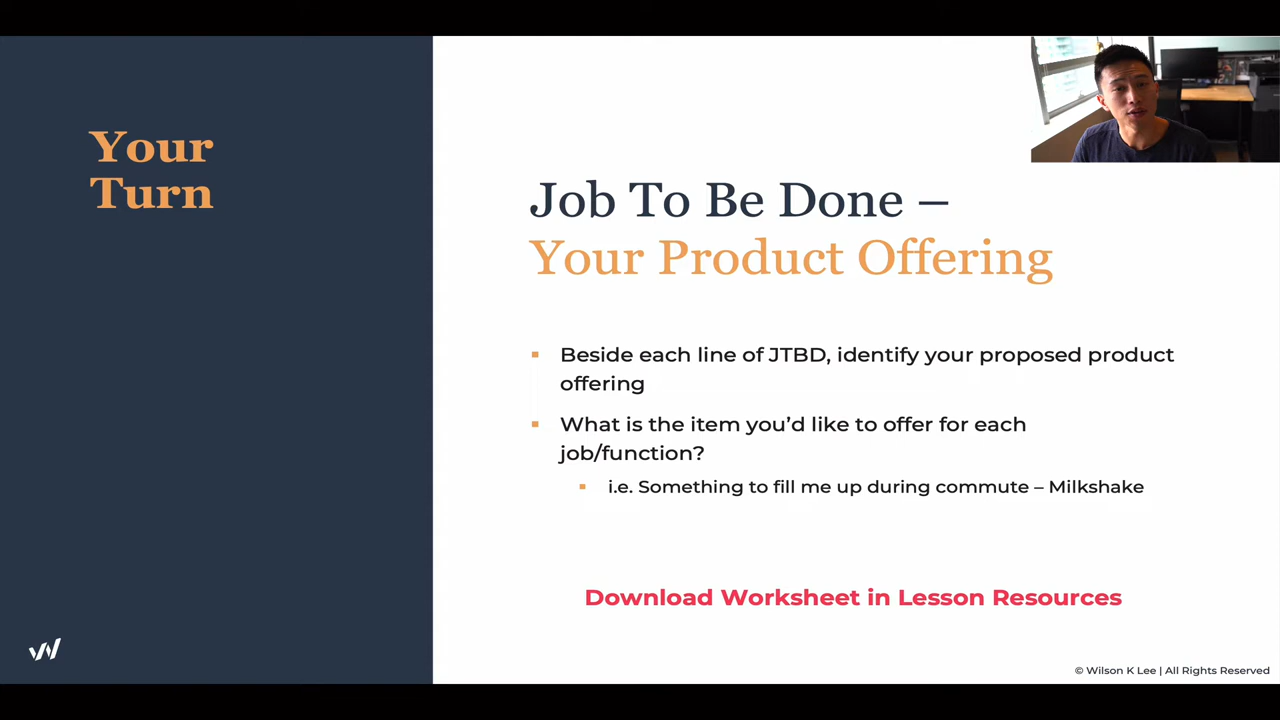 Your
Turn
Job To Be Done –
Your Product Offering
Beside each line of JTBD, identify your proposed product
offering
What is the item you’d like to offer for each
job/function?
i.e. Something to fill me up during commute – Milkshake
Download Worksheet in Lesson Resources
© Wilson K Lee | All Rights Reserved